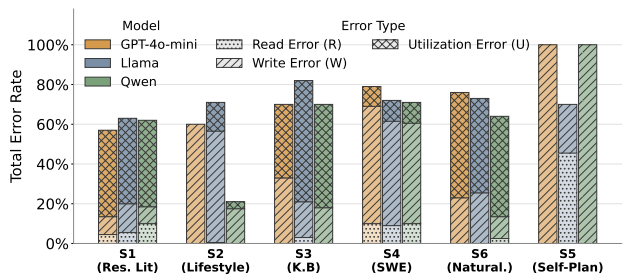 Model
Error Type
GPT-4o-mini
Llama
Qwen
Read Error (R)
Write Error (W)
Utilization Error (U)
Total Error Rate
100%
80%
60%
40%
20%
0%
S1
(Res. Lit)
S2
(Lifestyle)
S3
(K.B)
S4
(SWE)
S6
(Natural.)
S5
(Self-Plan)